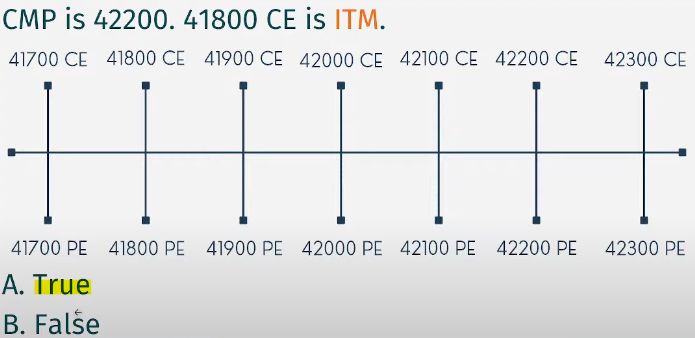 CMP is 42200. 41800 CE is ITM.
41700 CE 41800 CE 41900 CE 42000 CE 42100 CE 42200 CE 42300 CE
41700 PE 41800 PE 41900 PE 42000 PE 42100 PE 42200 PE 42300 PE
A. True
B. False